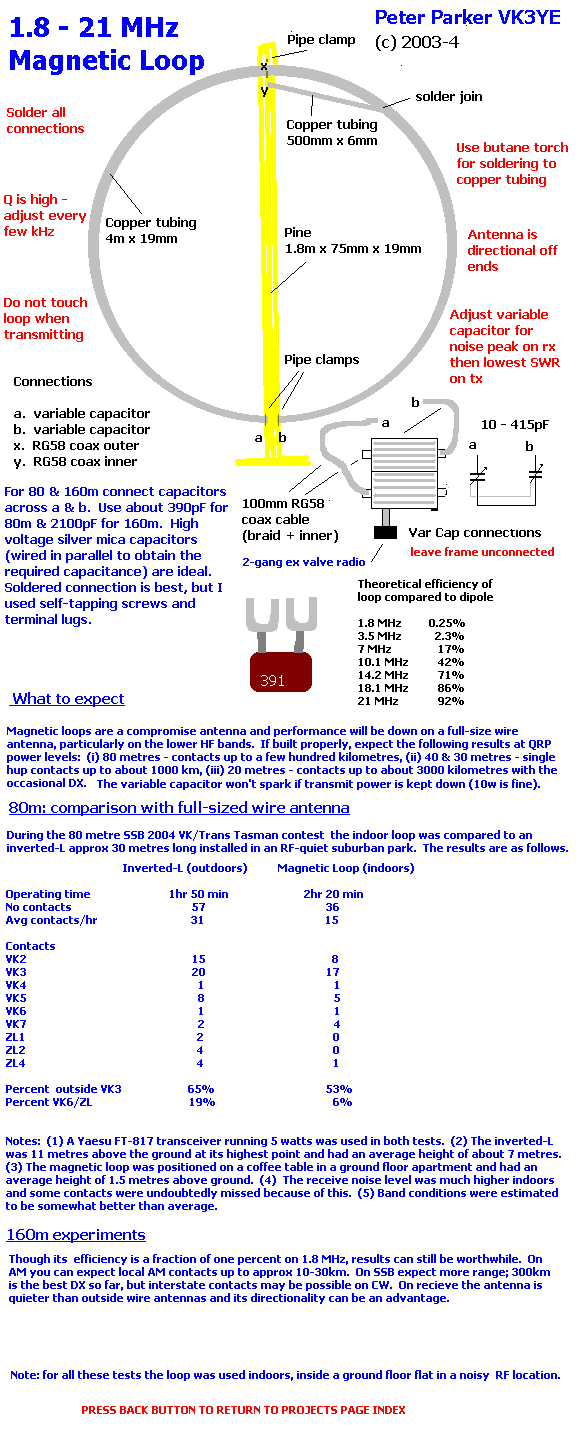 1.8 - 21 MHz
Magnetic Loop
Peter Parker VK3YE
(c) 2003-4
Pipe clamp
x
y
solder join
Copper tubing
500mm x 6mm
Solder all
connections
Use butane torch
for soldering to
copper tubing
Q is high -
adjust every
few kHz
Copper tubing
4m x 19mm
Pine
1.8m x 75mm x 19mm
Antenna is
directional off
ends
Do not touch
loop when
transmitting
Adjust variable
capacitor for
noise peak on rx
then lowest SWR
on tx
Pipe clamps
Connections
a. variable capacitor
b. variable capacitor
x. RG58 coax outer
y. RG58 coax inner
a b
a
b
10 - 415pF
a
b
For 80 & 160m connect capacitors
across a & b. Use about 390pF for
80m & 2100pF for 160m. High
voltage silver mica capacitors
(wired in parallel to obtain the
required capacitance) are ideal.
Soldered connection is best, but I
used self-tapping screws and
terminal lugs.
100mm RG58
coax cable
(braid + inner)
2-gang ex valve radio
Var Cap connections
leave frame unconnected
391
Theoretical efficiency of
loop compared to dipole
1.8 MHz 0.25%
3.5 MHz 2.3%
7 MHz 17%
10.1 MHz 42%
14.2 MHz 71%
18.1 MHz 86%
21 MHz 92%
What to expect
Magnetic loops are a compromise antenna and performance will be down on a full-size wire
antenna, particularly on the lower HF bands. If built properly, expect the following results at QRP
power levels: (i) 80 metres - contacts up to a few hundred kilometres, (ii) 40 & 30 metres - single
hup contacts up to about 1000 km, (iii) 20 metres - contacts up to about 3000 kilometres with the
occasional DX. The variable capacitor won't spark if transmit power is kept down (10w is fine).
80m: comparison with full-sized wire antenna
During the 80 metre SSB 2004 VK/Trans Tasman contest the indoor loop was compared to an
inverted-L approx 30 metres long installed in an RF-quiet suburban park. The results are as follows.
Inverted-L (outdoors) Magnetic Loop (indoors)
Operating time 1hr 50 min 2hr 20 min
No contacts 57 36
Avg contacts/hr 31 15
Contacts
VK2 15 8
VK3 20 17
VK4 1 1
VK5 8 5
VK6 1 1
VK7 2 4
ZL1 2 0
ZL2 4 0
ZL4 4 1
Percent outside VK3 65% 53%
Percent VK6/ZL 19% 6%
Notes: (1) A Yaesu FT-817 transceiver running 5 watts was used in both tests. (2) The inverted-L
was 11 metres above the ground at its highest point and had an average height of about 7 metres.
(3) The magnetic loop was positioned on a coffee table in a ground floor apartment and had an
average height of 1.5 metres above ground. (4) The receive noise level was much higher indoors
and some contacts were undoubtedly missed because of this. (5) Band conditions were estimated
to be somewhat better than average.
160m experiments
Though its efficiency is a fraction of one percent on 1.8 MHz, results can still be worthwhile. On
AM you can expect local AM contacts up to approx 10-30km. On SSB expect more range; 300km
is the best DX so far, but interstate contacts may be possible on CW. On recieve the antenna is
quieter than outside wire antennas and its directionality can be an advantage.
Note: for all these tests the loop was used indoors, inside a ground floor flat in a noisy RF location.
PRESS BACK BUTTON TO RETURN TO PROJECTS PAGE INDEX